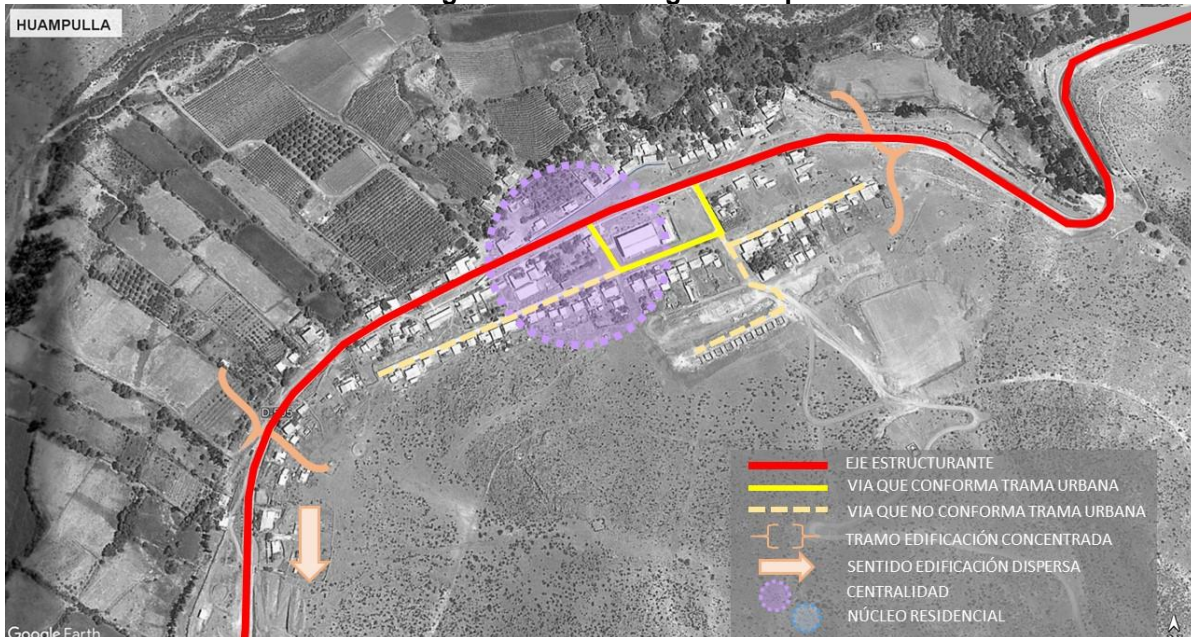 HUAMPULLA
EJE ESTRUCTURANTE
VIA QUE CONFORMA TRAMA URBANA
VIA QUE NO CONFORMA TRAMA URBANA
TRAMO EDIFICACIÓN CONCENTRADA
SENTIDO EDIFICACIÓN DISPERSA
CENTRALIDAD
NÚCLEO RESIDENCIAL
Google Earth